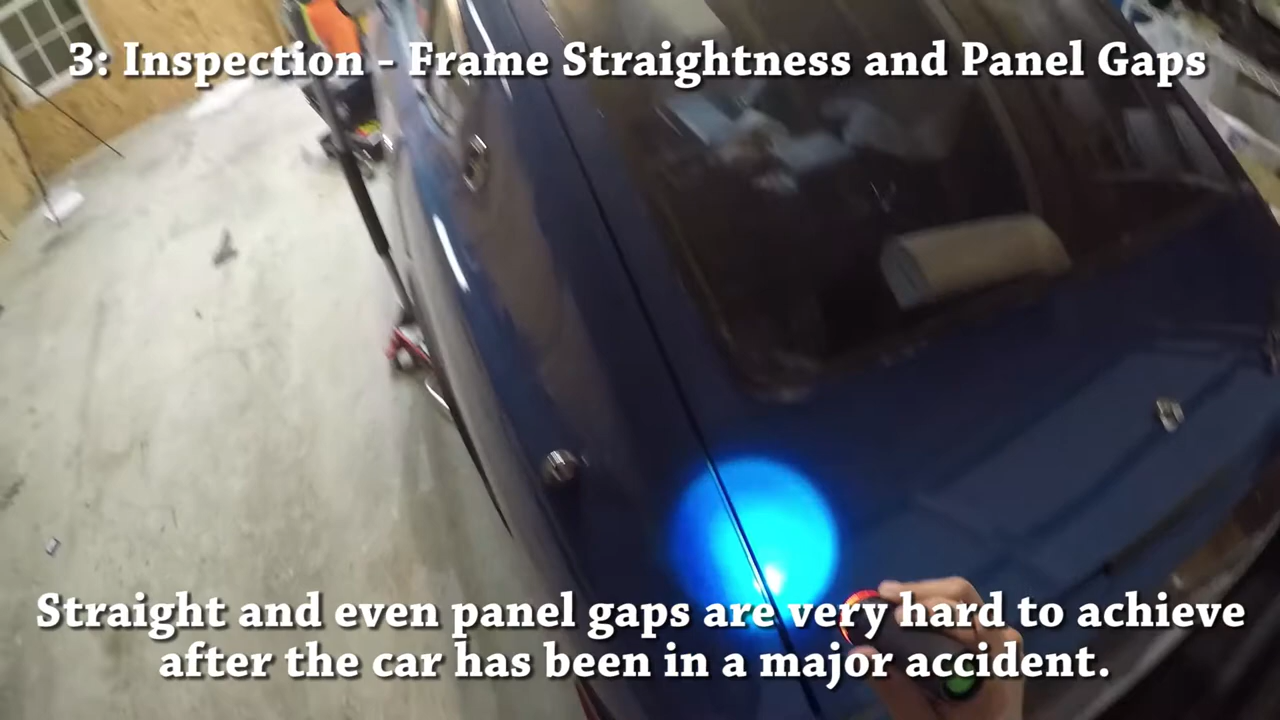 3: Inspection - Frame Straightness and Panel Gaps
Straight and even panel gaps are very hard to achieve
after the car has been in a major accident.